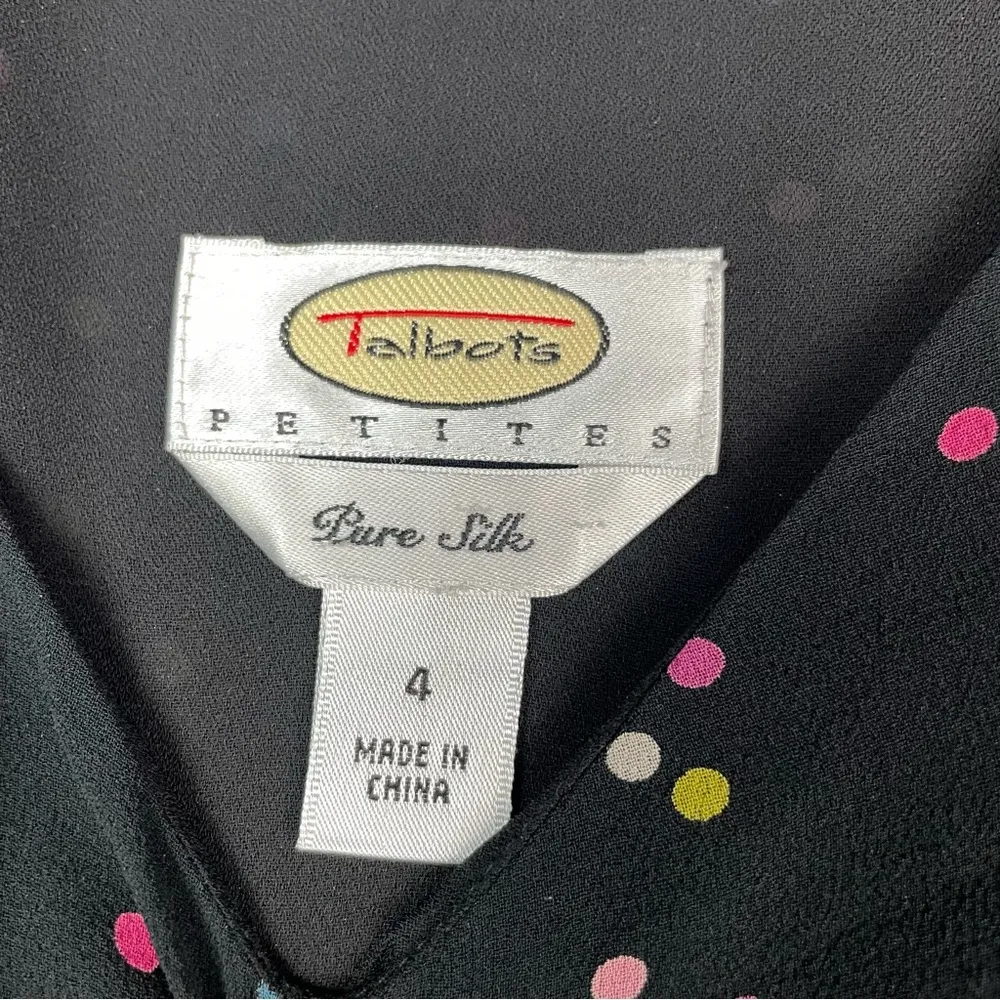 Talbots
PETITES
Pure Silk
4
MADE IN
CHINA